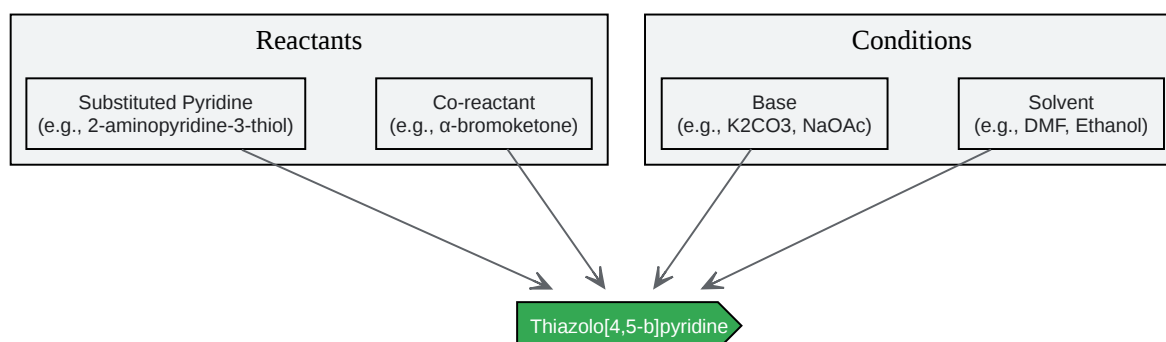 Reactants
Conditions
Substituted Pyridine
(e.g., 2-aminopyridine-3-thiol)
Co-reactant
(e.g., α-bromoketone)
Base
(e.g., K2CO3, NaOAc)
Solvent
(e.g., DMF, Ethanol)
Thiazolo[4,5-b]pyridine